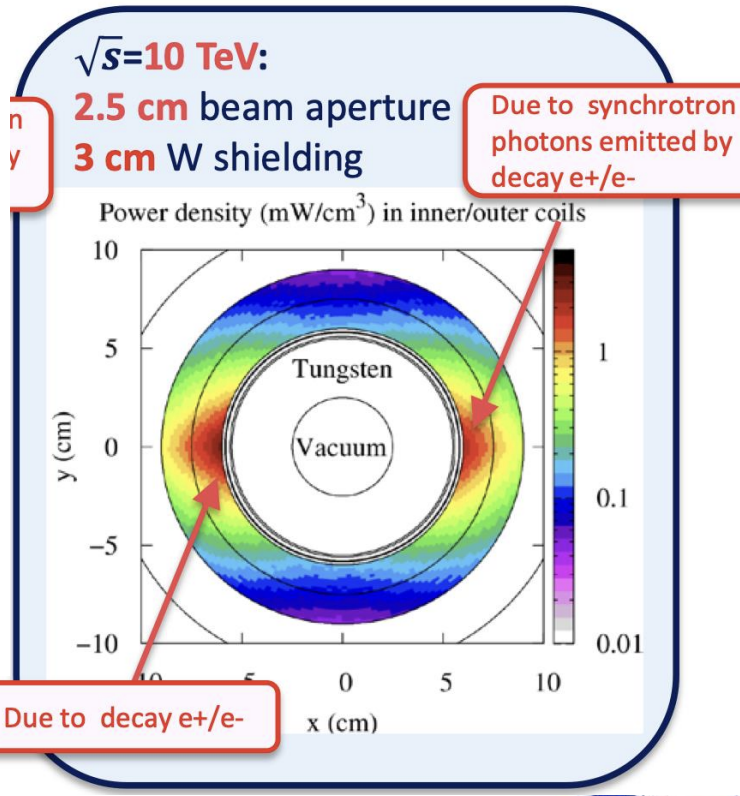 √s=10 TeV:
2.5 cm beam aperture
3 cm W shielding
n
y
Due to synchrotron
photons emitted by
decay e+/e-
Power density (mW/cm³) in inner/outer coils
10
5
0
−5
−10
y (cm)
Tungsten
Vacuum
1
0.1
0.01
5
0
5
10
x (cm)
Due to decay e+/e-